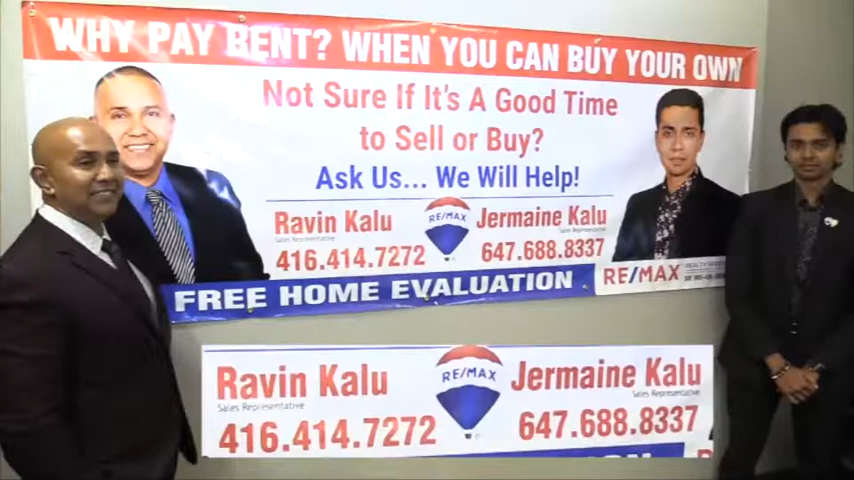 WHY PAY RENT? WHEN YOU CAN BUY YOUR OWN
Not Sure If It's A Good Time
to Sell or Buy?
Ask Us... We Will Help!
Ravin Kalu
Sales Representative
416.414.7272
RE/MAX
Jermaine Kalu
Sales Representative
647.688.8337
RE/MAX
FREE HOME EVALUATION
Ravin Kalu
Sales Representative
416.414.7272
RE/MAX
Jermaine Kalu
Sales Representative
647.688.8337